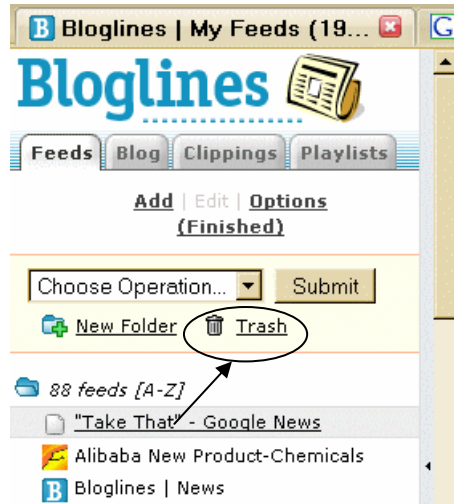 B Bloglines | My Feeds (19... G
Bloglines
Feeds Blog Clippings Playlists
Add | Edit | Options
(Finished)
Choose Operation... Submit
New Folder Trash
88 feeds [A-Z]
"Take That" - Google News
Alibaba New Product-Chemicals
B Bloglines | News